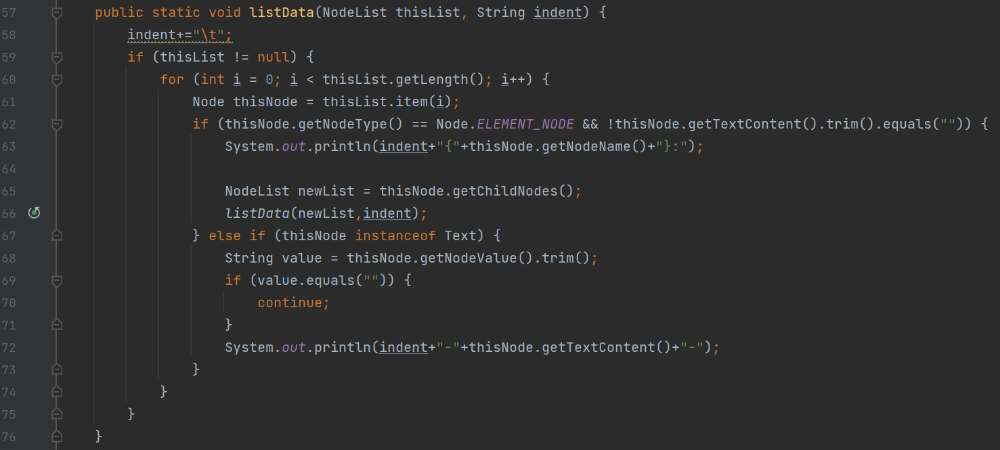 57 public static void listData(NodeList thisList, String indent) {
58 indent+="\t";
59 if (thisList != null) {
60 for (int i = 0; i < thisList.getLength(); i++) {
61 Node thisNode = thisList.item(i);
62 if (thisNode.getNodeType() == Node.ELEMENT_NODE && !thisNode.getTextContent().trim().equals("")) {
63 System.out.println(indent+"{"+thisNode.getNodeName()+"}:");
64
65 NodeList newList = thisNode.getChildNodes();
66 listData(newList,indent);
67 } else if (thisNode instanceof Text) {
68 String value = thisNode.getNodeValue().trim();
69 if (value.equals("")) {
70 continue;
71 }
72 System.out.println(indent+"-"+thisNode.getTextContent()+"-");
73 }
74 }
75 }
76 }